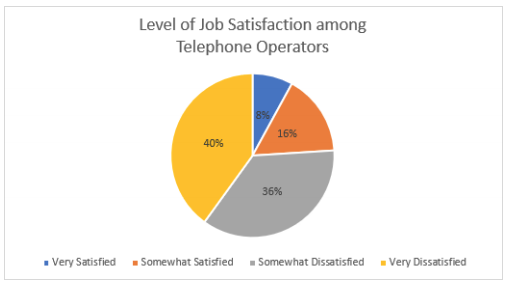 Level of Job Satisfaction among
Telephone Operators
8%
16%
36%
40%
Very Satisfied
Somewhat Satisfied
Somewhat Dissatisfied
Very Dissatisfied